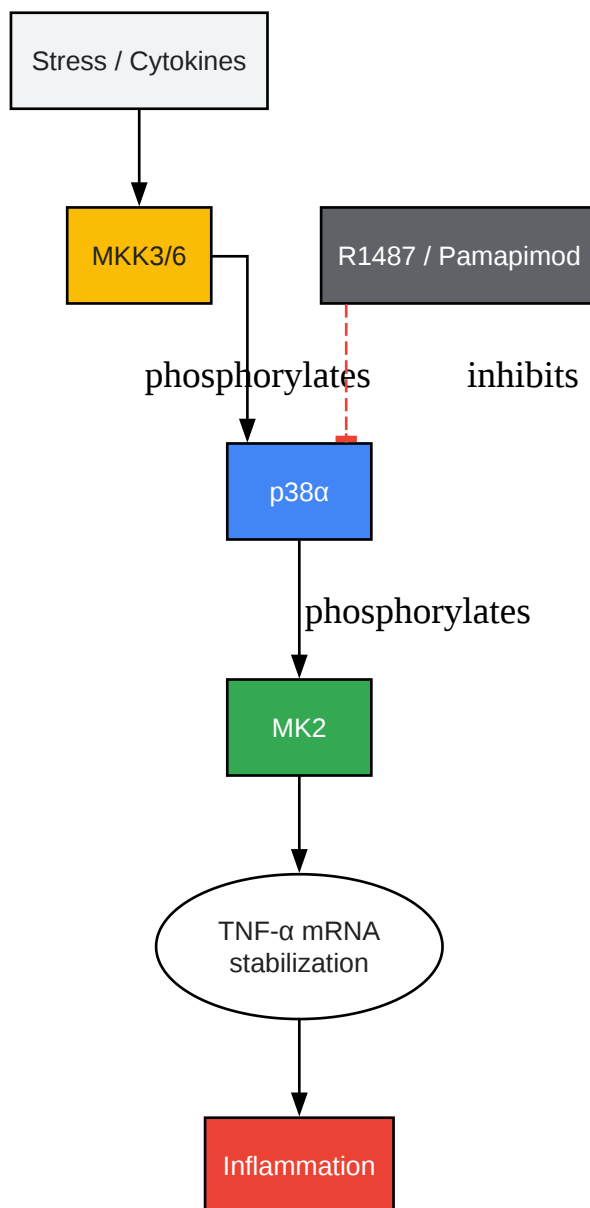 Stress / Cytokines
MKK3/6
R1487 / Pamapimod
phosphorylates
inhibits
p38α
phosphorylates
MK2
TNF-α mRNA
stabilization
Inflammation